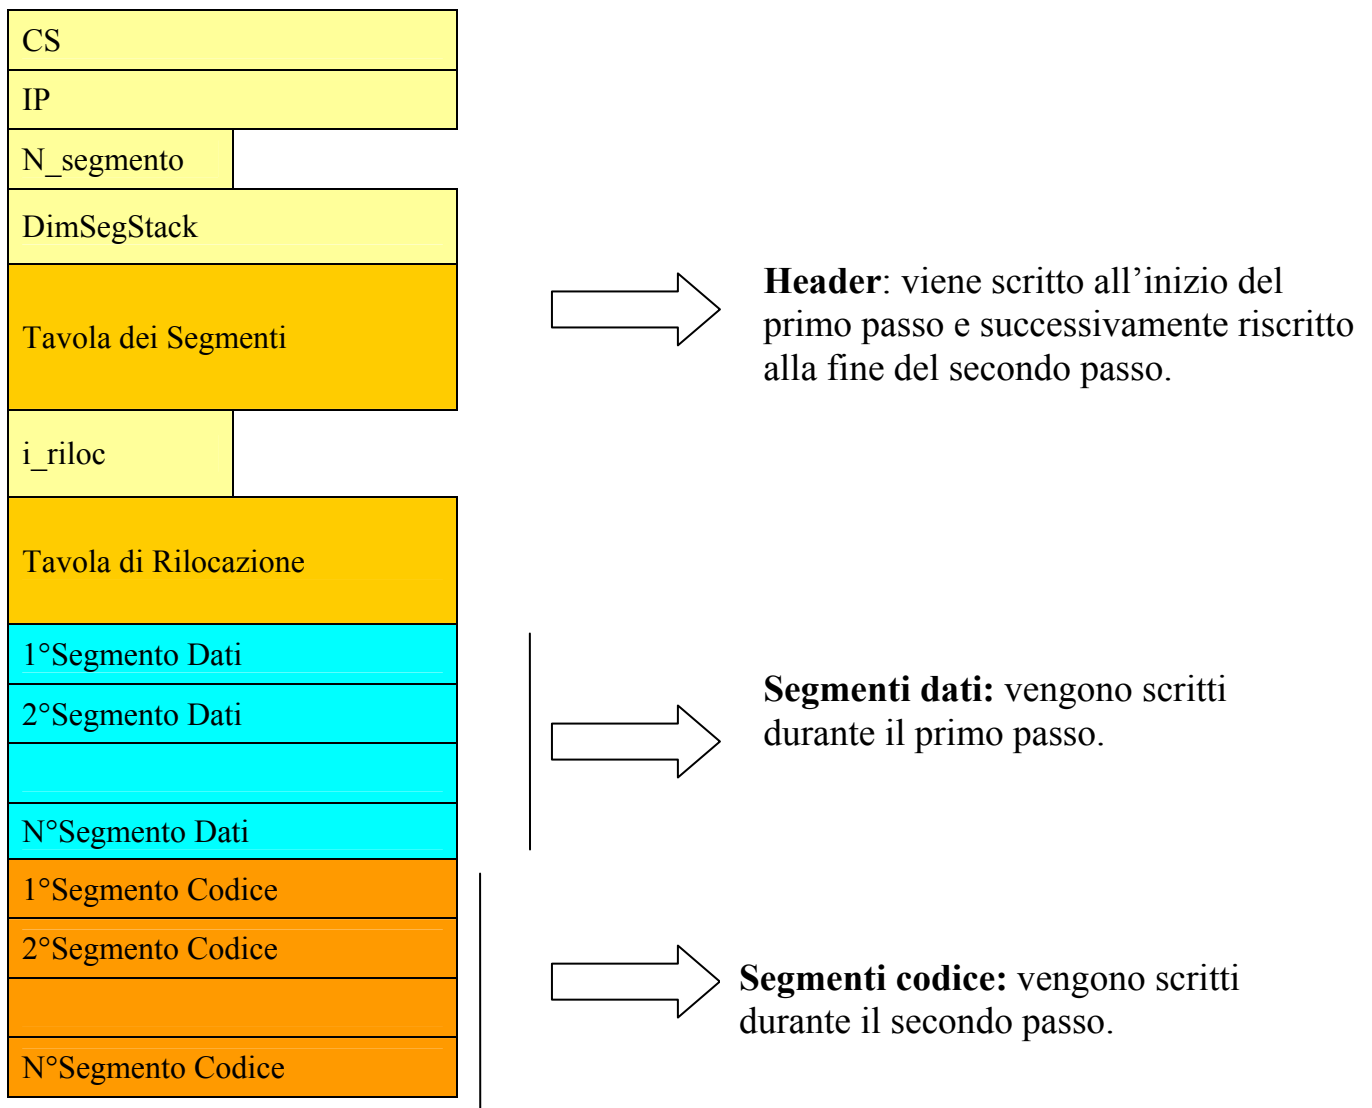 CS
IP
N_segmento
DimSegStack
Tavola dei Segmenti
i_riloc
Tavola di Rilocazione
1°Segmento Dati
2°Segmento Dati
N°Segmento Dati
1°Segmento Codice
2°Segmento Codice
N°Segmento Codice
Header: viene scritto all’inizio del
primo passo e successivamente riscritto
alla fine del secondo passo.
Segmenti dati: vengono scritti
durante il primo passo.
Segmenti codice: vengono scritti
durante il secondo passo.